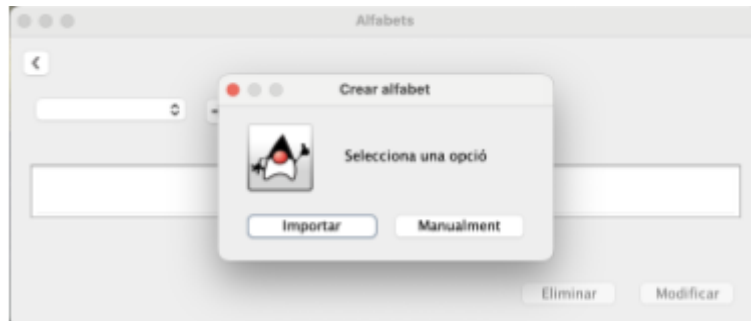 Alfabets
Crear alfabet
Selecciona una opció
Importar Manualment
Eliminar Modificar